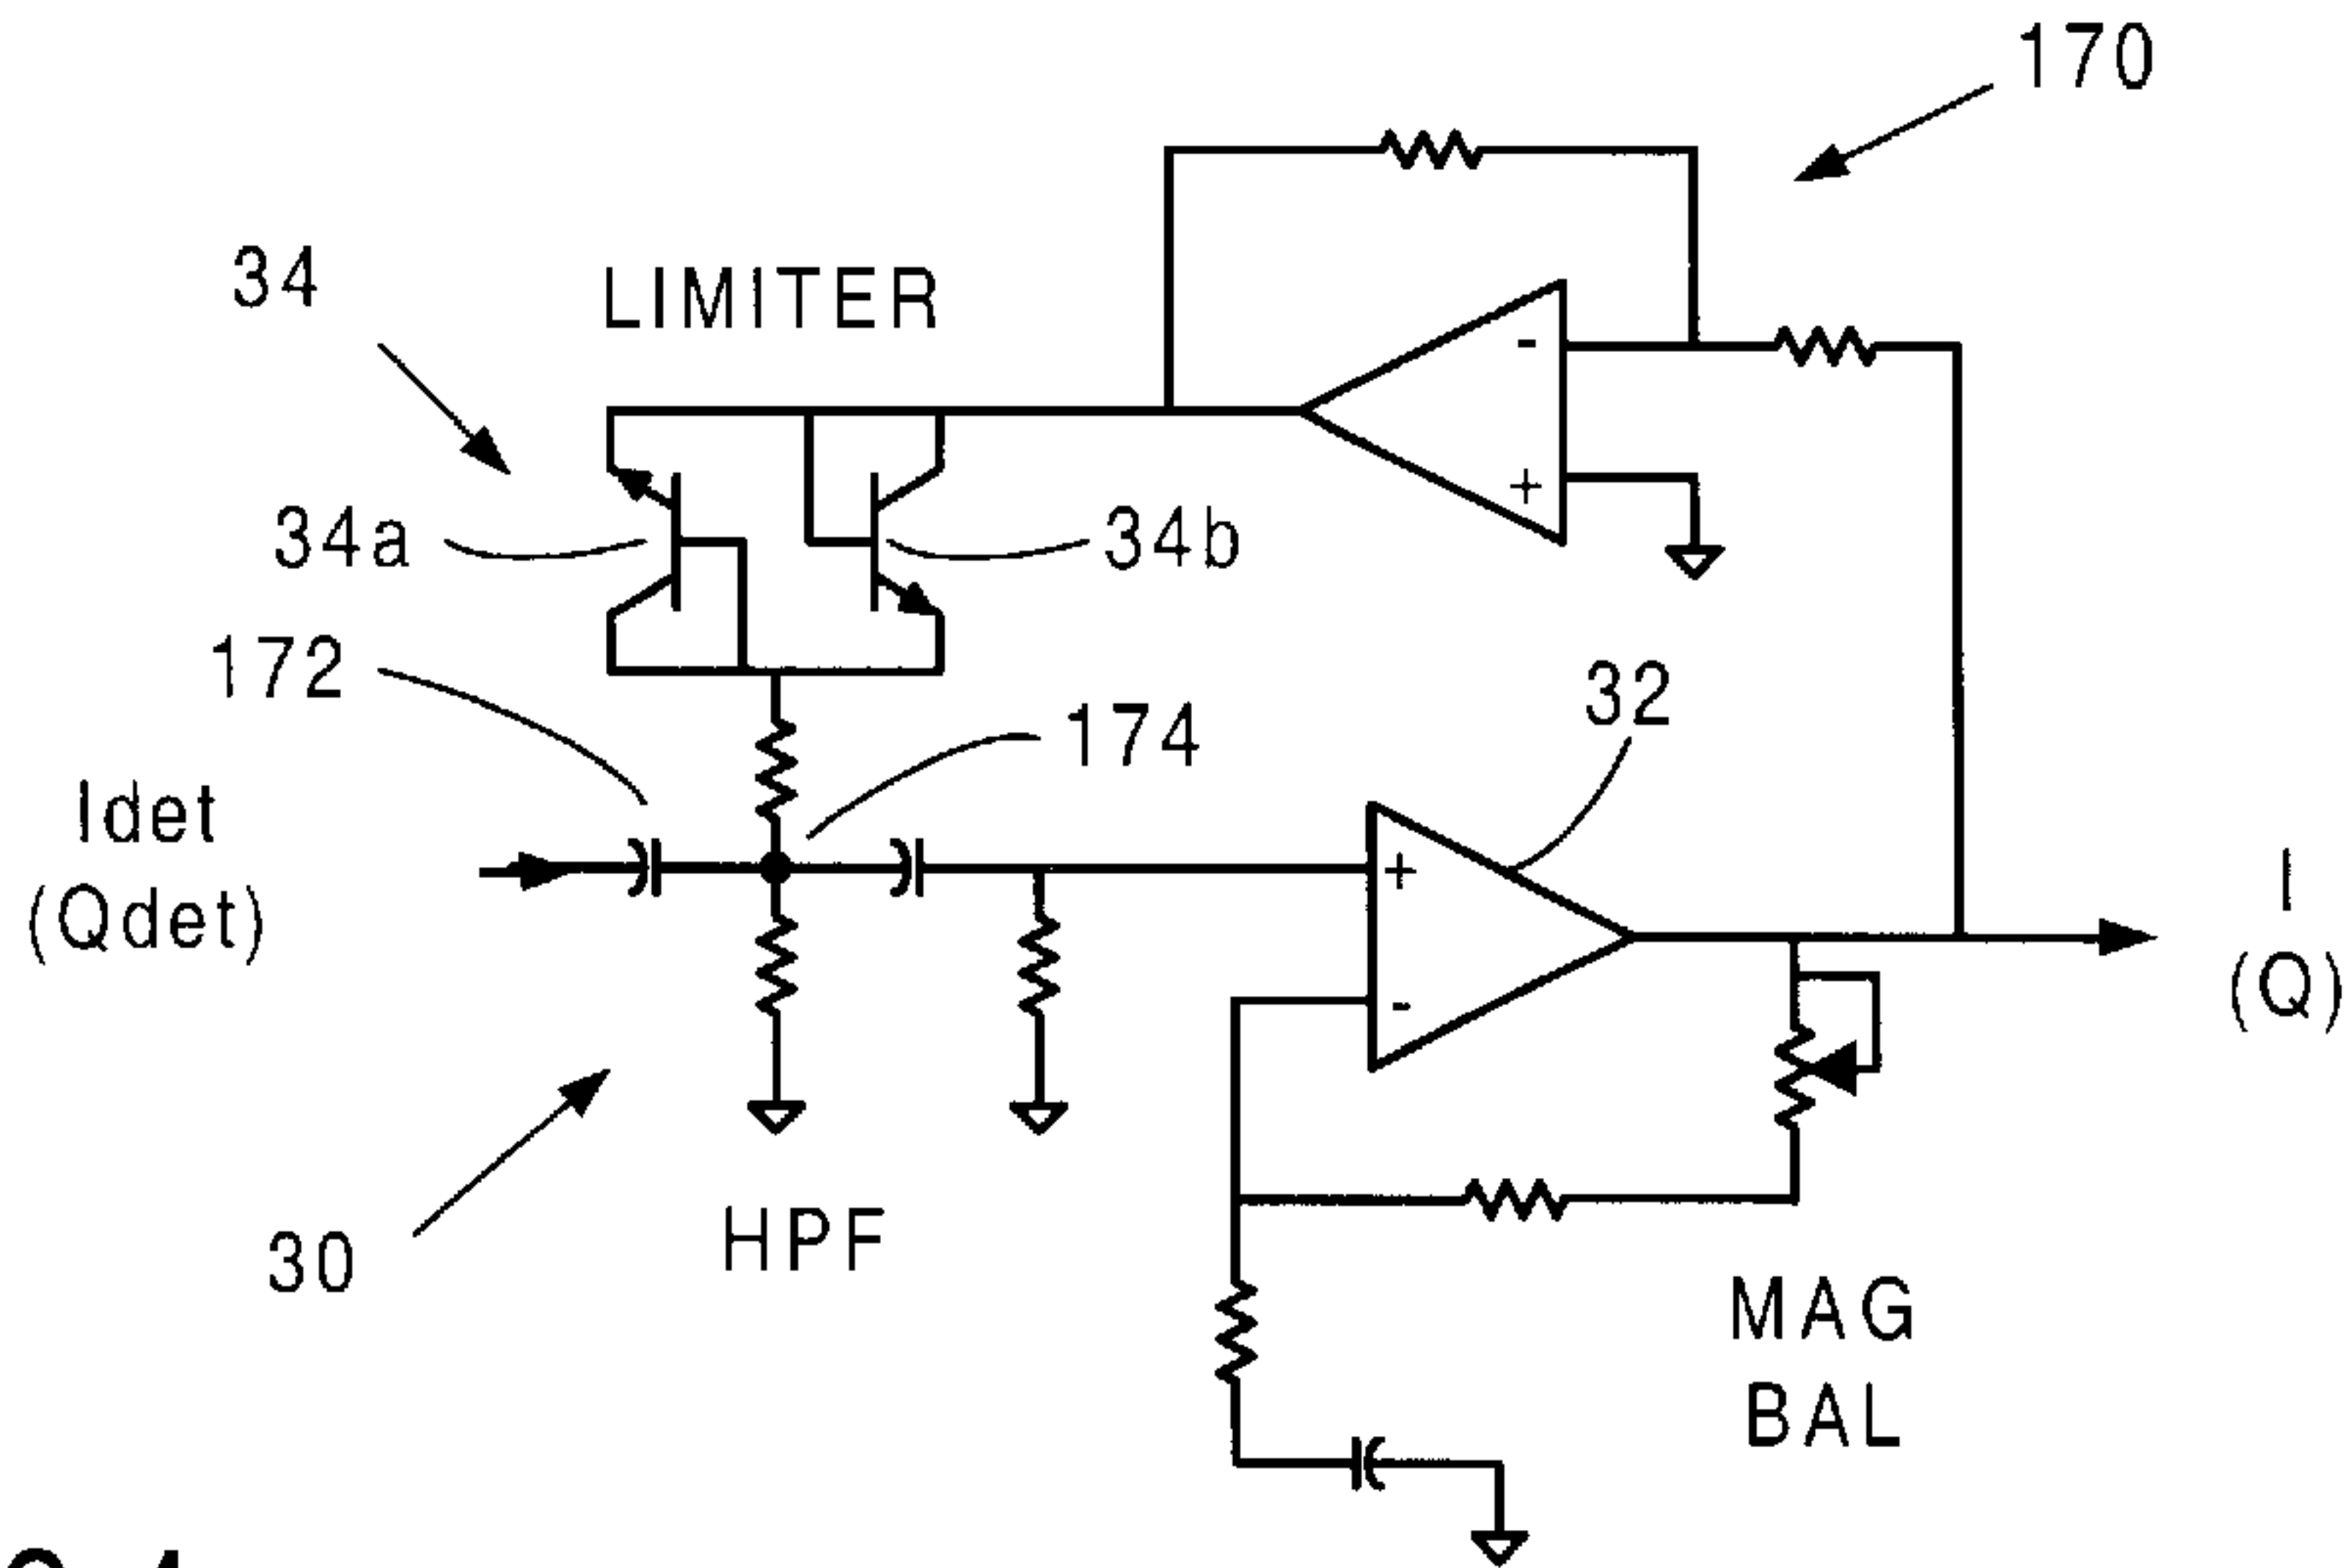 170
34
LIMITER
-
+
34a
34b
172
32
174
Idet
(Qdet)
+
-
I
(Q)
30
HPF
MAG
BAL